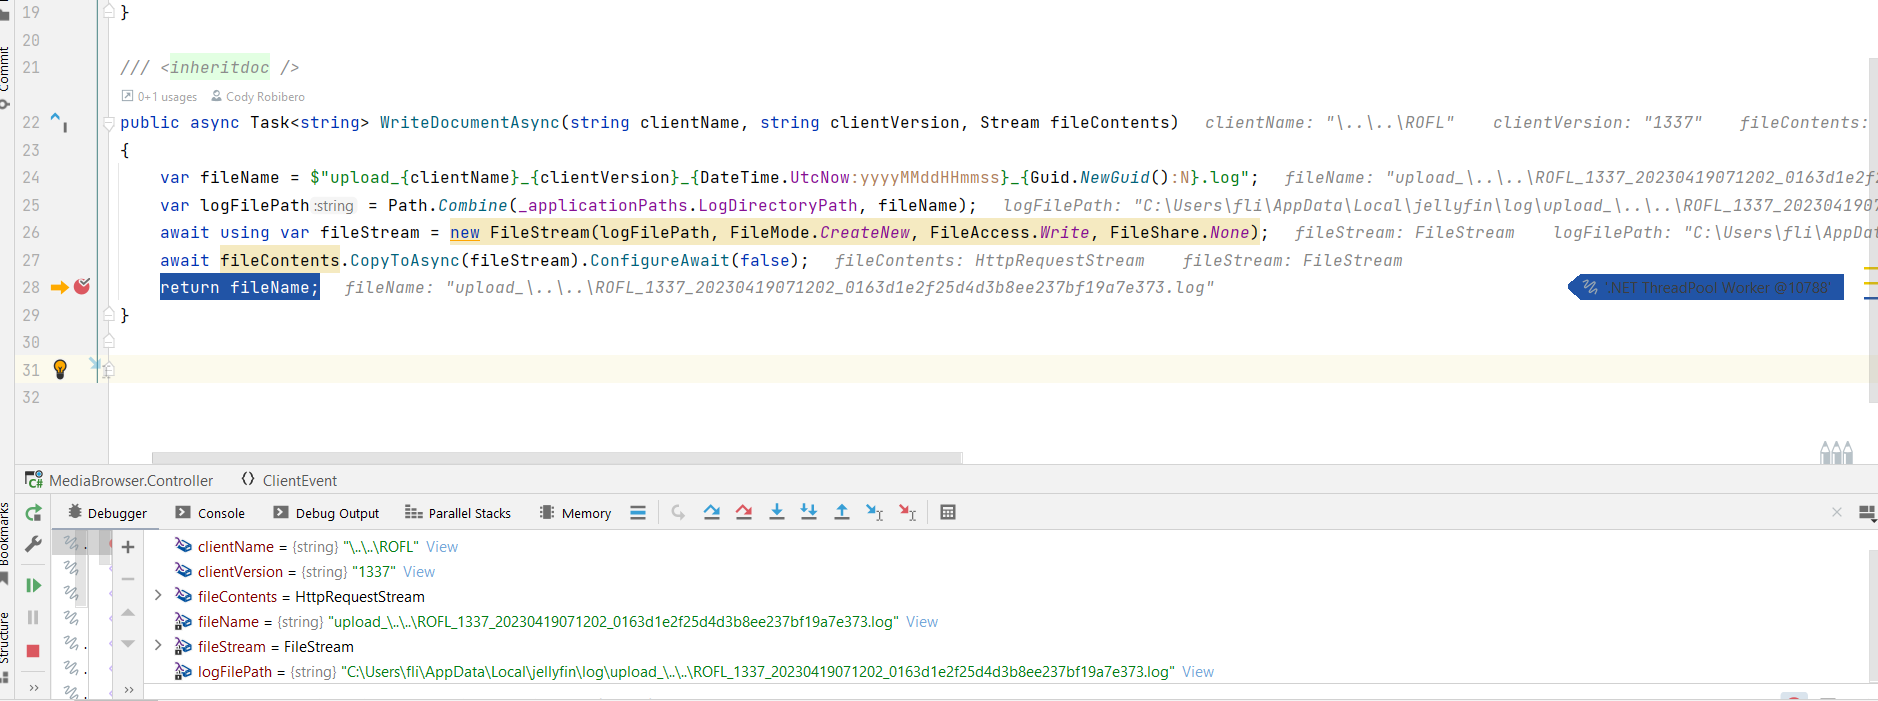 19 }
20
21 /// <inheritdoc />
0+1 usages Cody Robibero
22 public async Task<string> WriteDocumentAsync(string clientName, string clientVersion, Stream fileContents) clientName: "\..\..\ROFL" clientVersion: "1337" fileContents:
23 {
24 var fileName = $"upload_{clientName}_{clientVersion}_{DateTime.UtcNow:yyyyMMddHHmmss}_{Guid.NewGuid():N}.log"; fileName: "upload_\..\..\ROFL_1337_20230419071202_0163d1e2f2
25 var logFilePath:string = Path.Combine(_applicationPaths.LogDirectoryPath, fileName); logFilePath: "C:\Users\fli\AppData\Local\jellyfin\log\upload_\..\..\ROFL_1337_2023041907
26 await using var fileStream = new FileStream(logFilePath, FileMode.CreateNew, FileAccess.Write, FileShare.None); fileStream: FileStream logFilePath: "C:\Users\fli\AppDat
27 await fileContents.CopyToAsync(fileStream).ConfigureAwait(false); fileContents: HttpRequestStream fileStream: FileStream
28 return fileName; fileName: "upload_\..\..\ROFL_1337_20230419071202_0163d1e2f25d4d3b8ee237bf19a7e373.log" '.NET ThreadPool Worker @10788'
29 }
30
31
32
Commit
MediaBrowser.Controller ClientEvent
Debugger Console Debug Output Parallel Stacks Memory
clientName = {string} "\..\..\ROFL" View
clientVersion = {string} "1337" View
fileContents = HttpRequestStream
fileName = {string} "upload_\..\..\ROFL_1337_20230419071202_0163d1e2f25d4d3b8ee237bf19a7e373.log" View
fileStream = FileStream
logFilePath = {string} "C:\Users\fli\AppData\Local\jellyfin\log\upload_\..\..\ROFL_1337_20230419071202_0163d1e2f25d4d3b8ee237bf19a7e373.log" View
Bookmarks
Structure